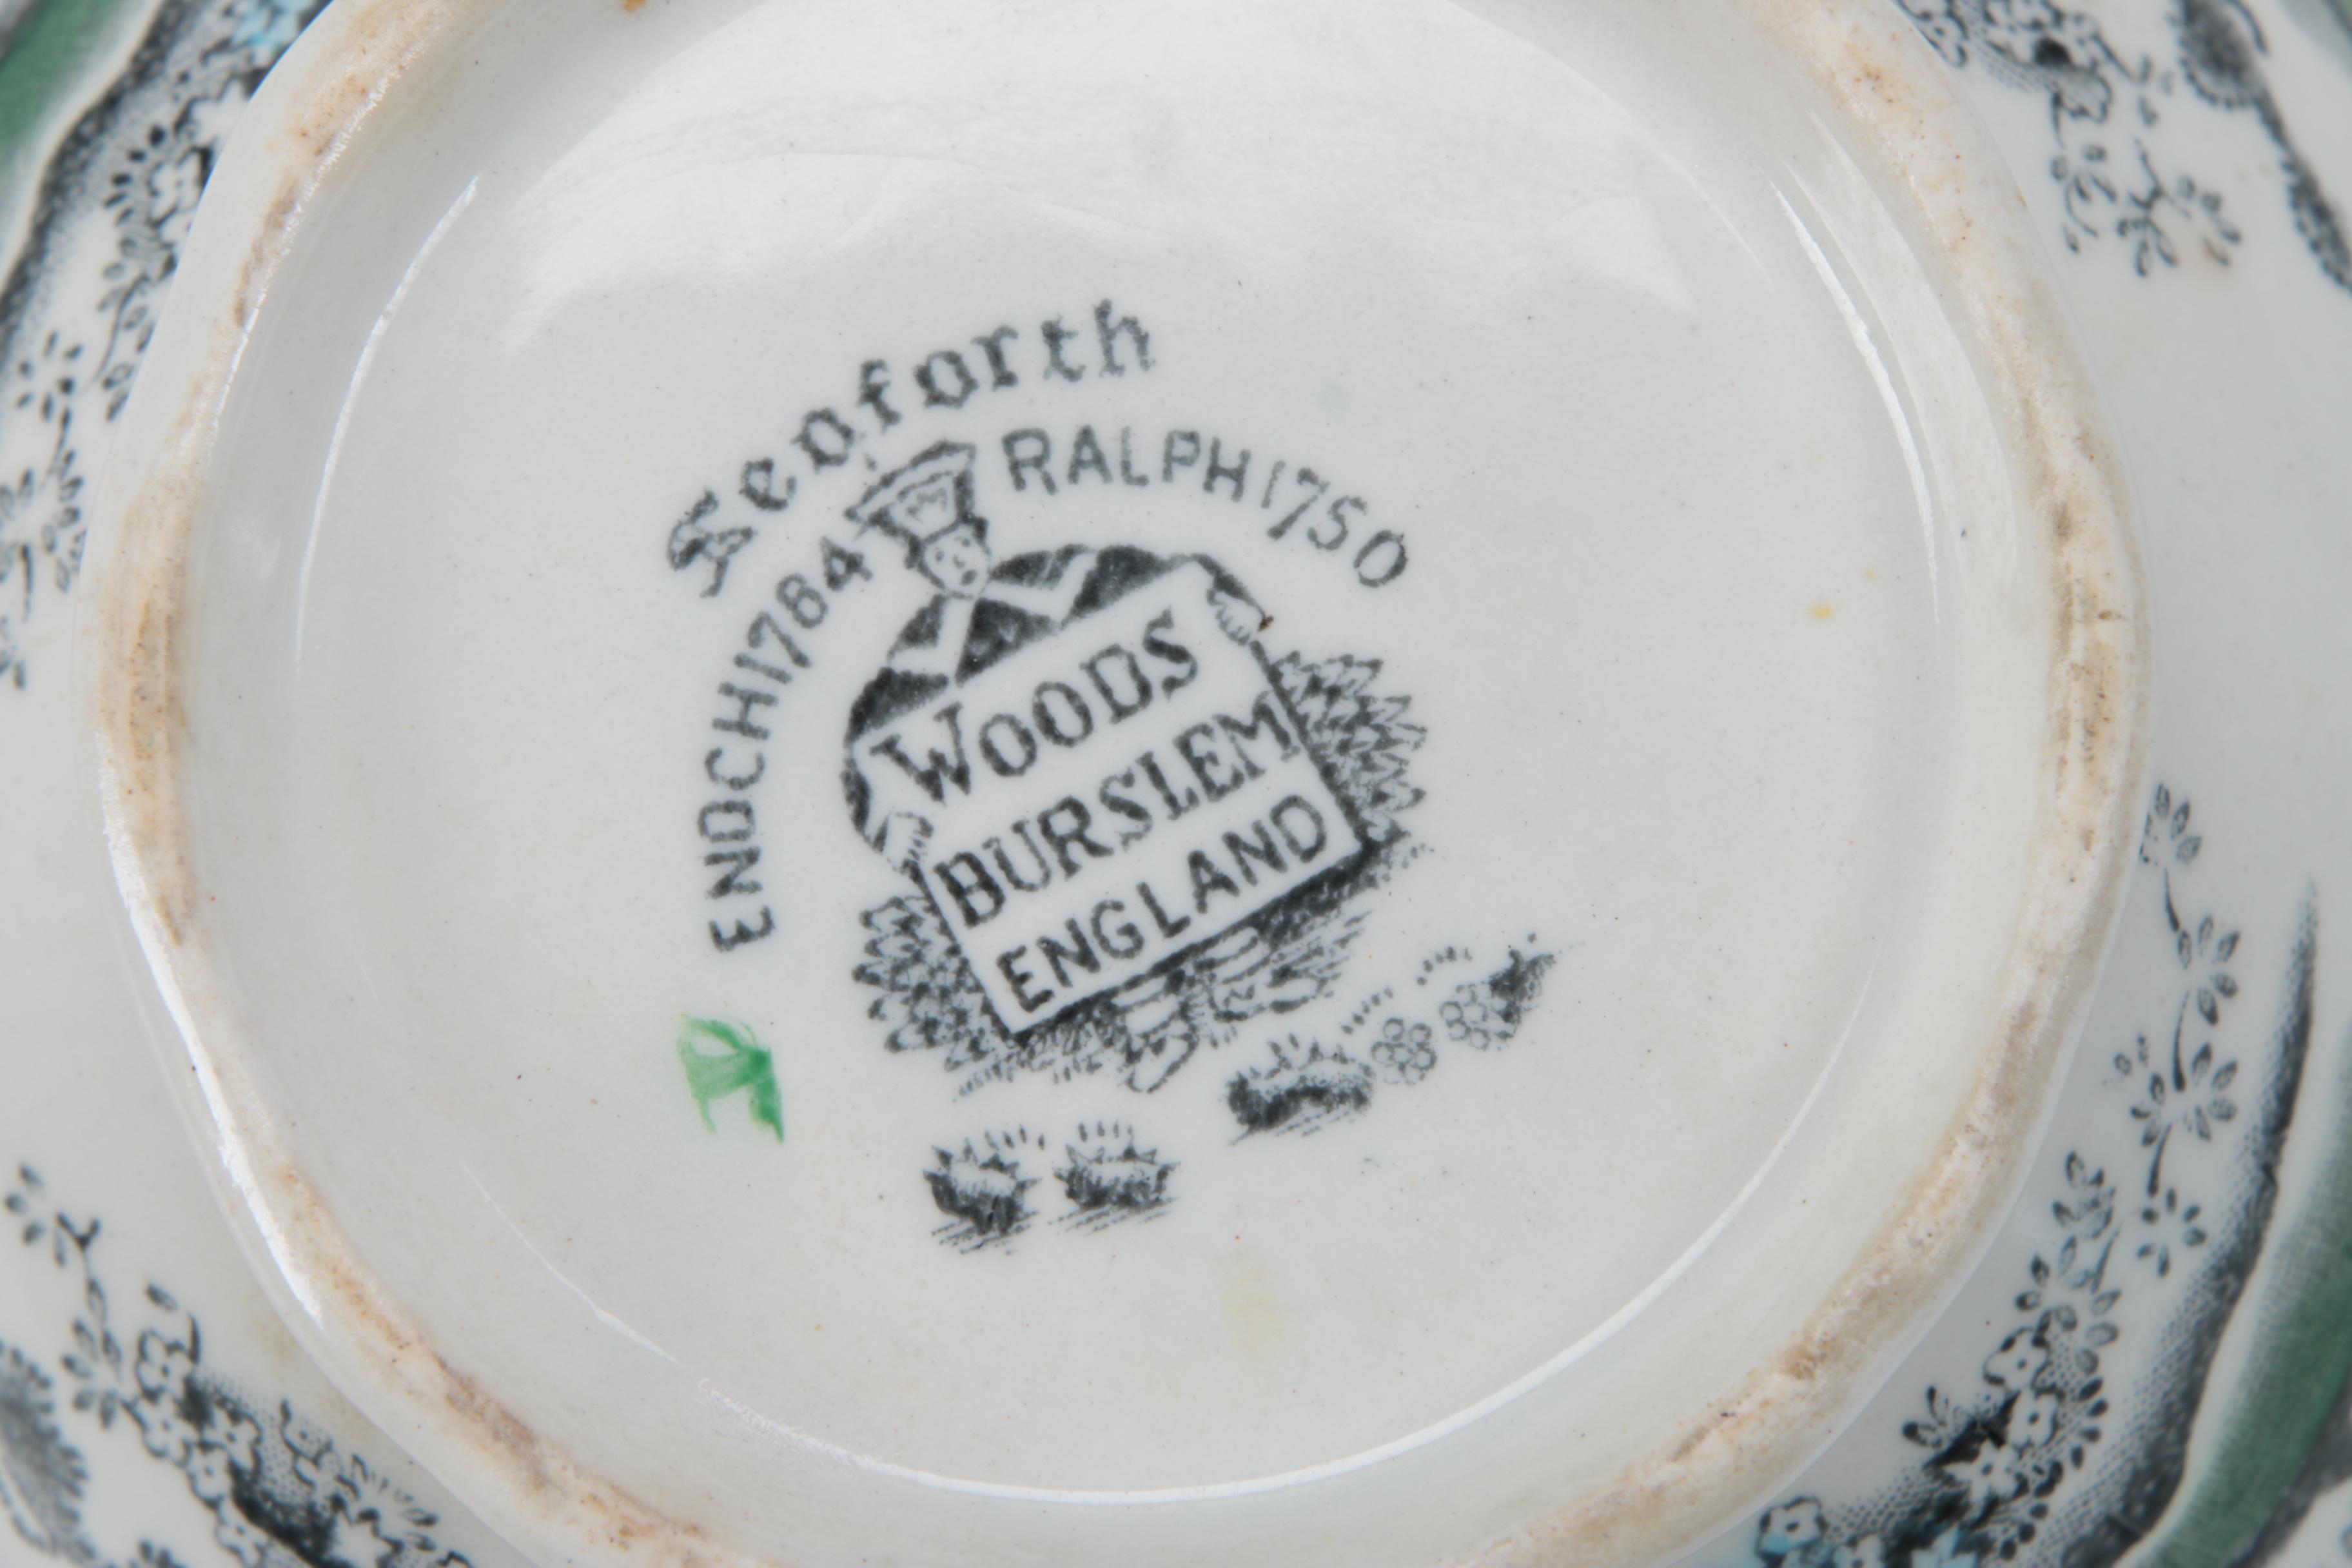 Seaforth
ENOCH 1784 RALPH 1750
WOODS
BURSLEM
ENGLAND